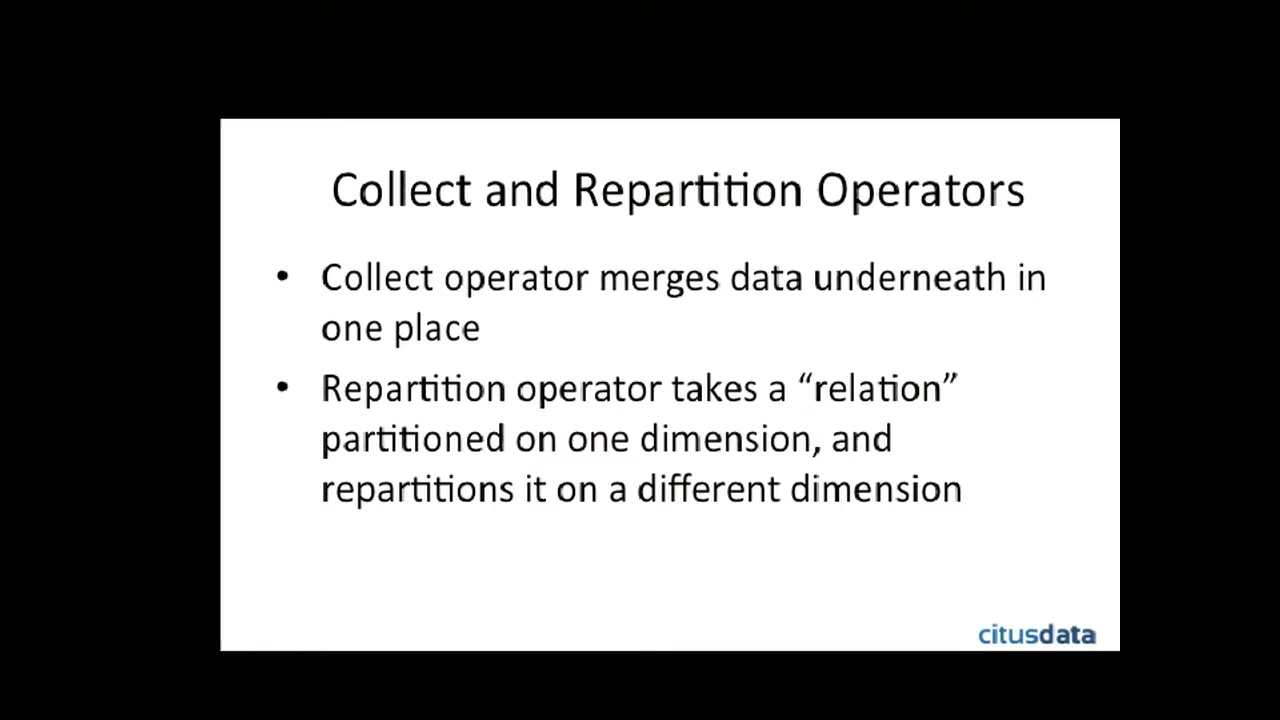 Collect and Repartition Operators
• Collect operator merges data underneath in
one place
• Repartition operator takes a “relation”
partitioned on one dimension, and
repartitions it on a different dimension
citusdata